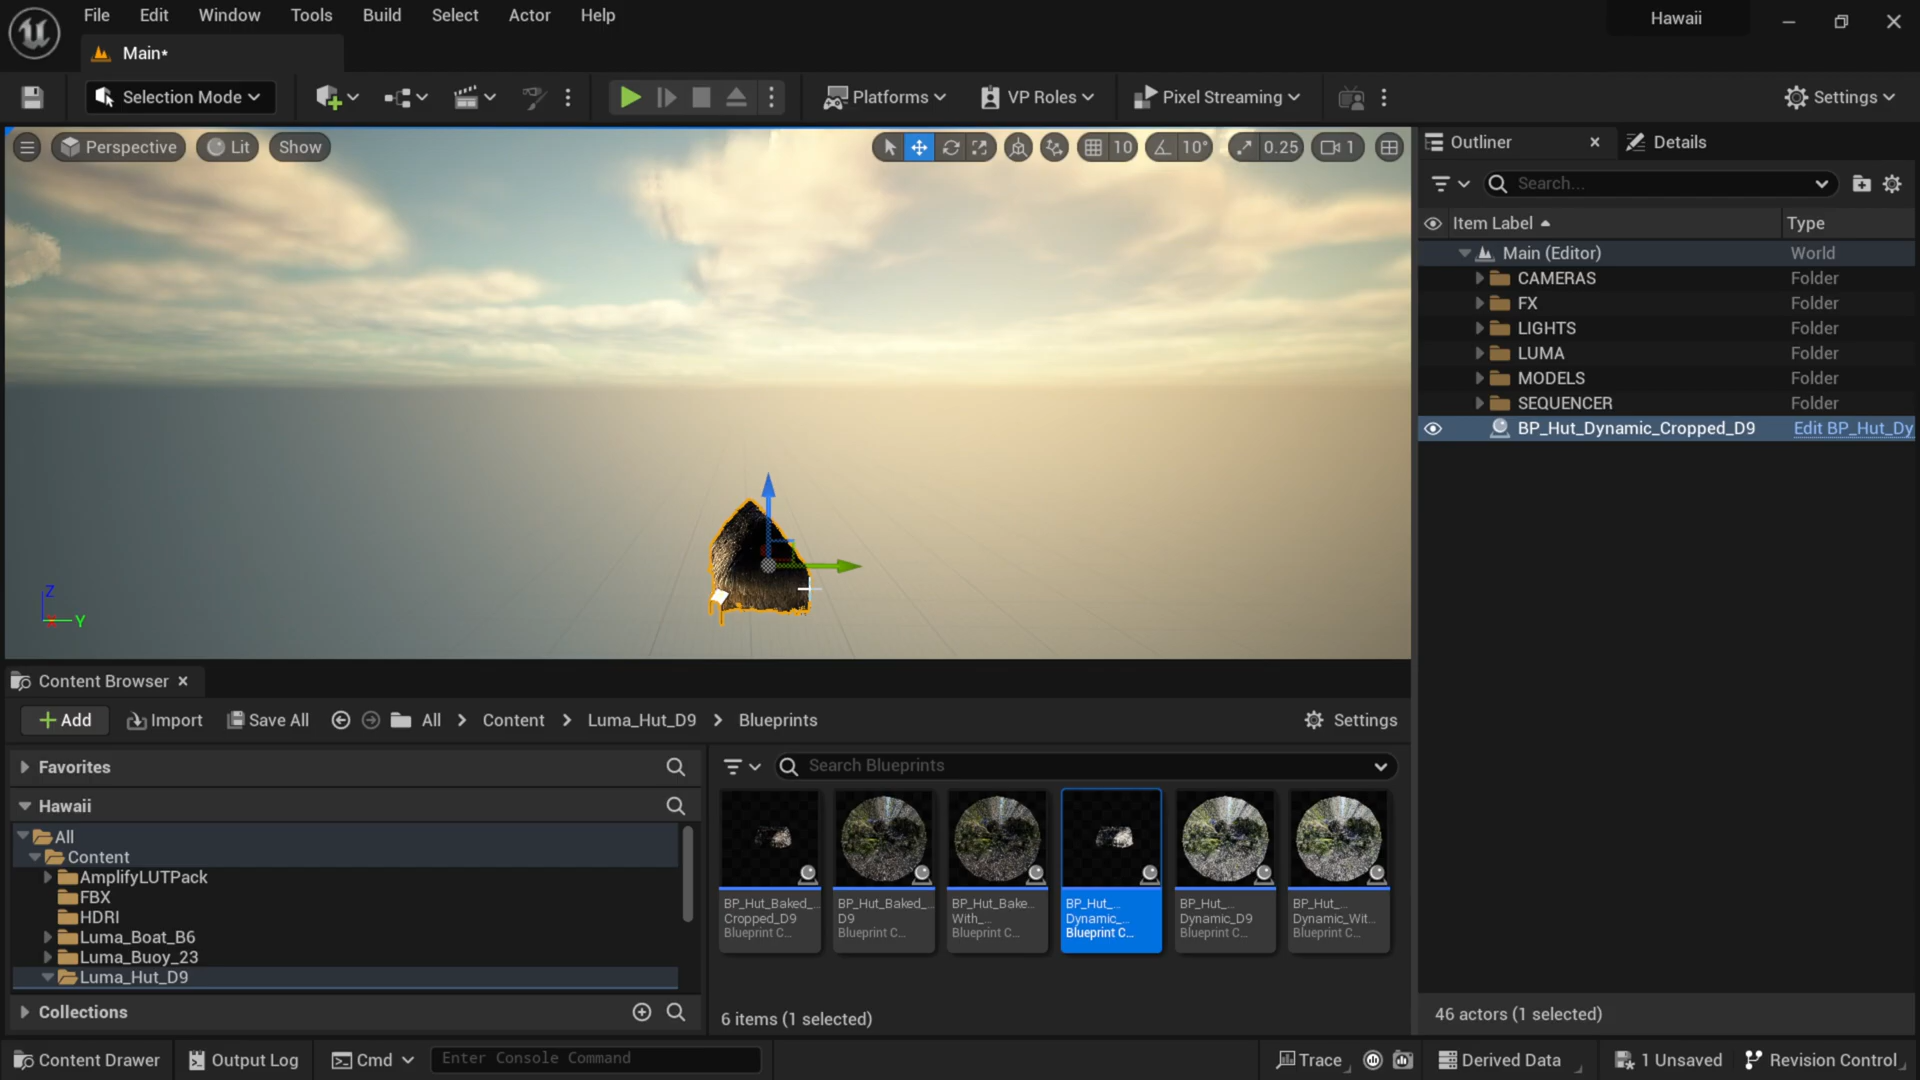 File Edit Window Tools Build Select Actor Help
Hawaii
Main•
Selection Mode
Platforms
VP Roles
Pixel Streaming
Settings
Perspective
Lit
Show
10
10°
0.25
1
Z
X Y
Outliner
Details
Search...
Item Label
Type
Main (Editor) World
CAMERAS Folder
FX Folder
LIGHTS Folder
LUMA Folder
MODELS Folder
SEQUENCER Folder
BP_Hut_Dynamic_Cropped_D9 Edit BP_Hut_Dy
46 actors (1 selected)
Content Browser
Add
Import
Save All
All > Content > Luma_Hut_D9 > Blueprints
Settings
Favorites
Hawaii
All
Content
AmplifyLUTPack
FBX
HDRI
Luma_Boat_B6
Luma_Buoy_23
Luma_Hut_D9
Collections
Search Blueprints
BP_Hut_Baked_...
Cropped_D9
Blueprint C...
BP_Hut_Baked_...
D9
Blueprint C...
BP_Hut_Bake...
With_...
Blueprint C...
BP_Hut_...
Dynamic_...
Blueprint C...
BP_Hut_...
Dynamic_D9
Blueprint C...
BP_Hut_...
Dynamic_Wit...
Blueprint C...
6 items (1 selected)
Content Drawer
Output Log
Cmd
Enter Console Command
Trace
Derived Data
1 Unsaved
Revision Control